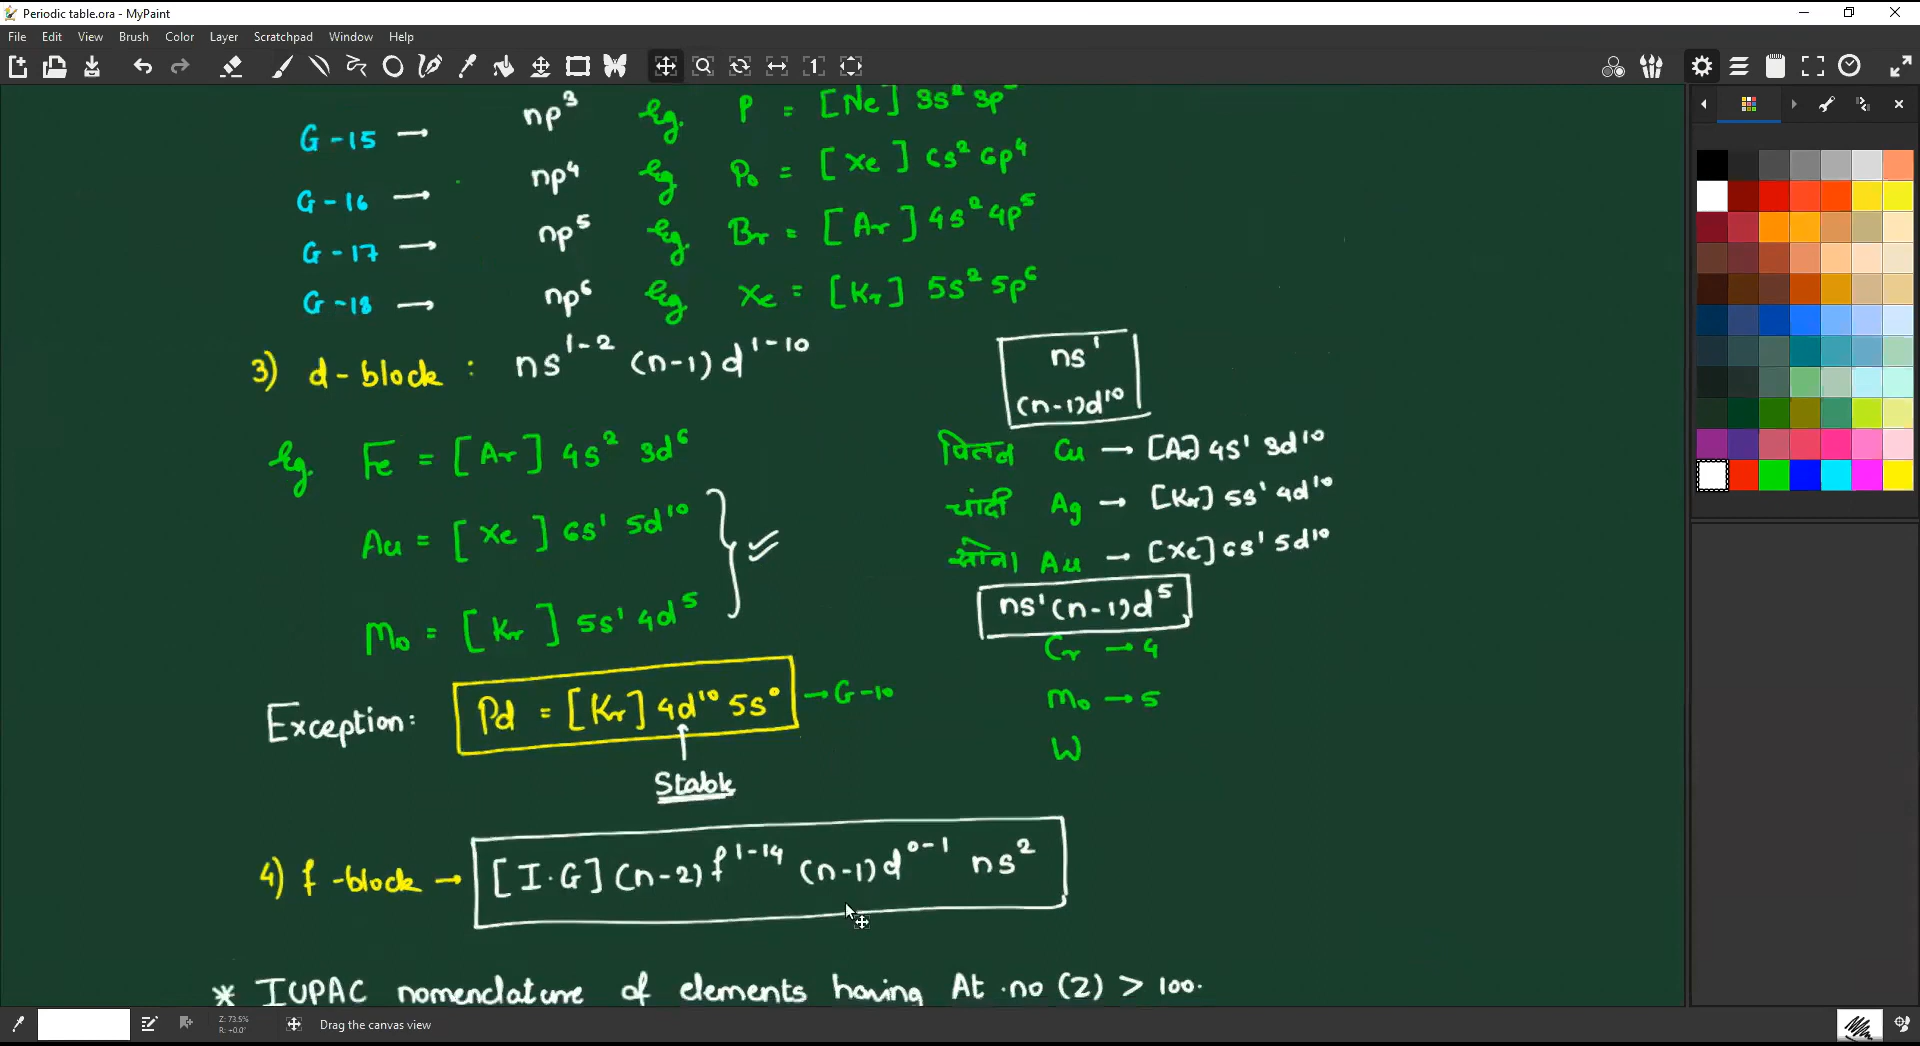 Periodic table.ora - MyPaint
File Edit View Brush Color Layer Scratchpad Window Help
G-15 → np³ Eg. P = [Ne] 3s² 3p³
G-16 → np⁴ Eg Po = [Xe] 6s² 6p⁴
G-17 → np⁵ Eg. Br = [Ar] 4s² 4p⁵
G-18 → np⁶ Eg Xe = [Kr] 5s² 5p⁶
3) d-block : ns¹⁻² (n-1) d¹⁻¹⁰
ns¹
(n-1)d¹⁰
Eg. Fe = [Ar] 4s² 3d⁶
Au = [Xe] 6s¹ 5d¹⁰
Mo = [Kr] 5s¹ 4d⁵
पितल Cu → [Ar] 4s¹ 3d¹⁰
चांदी Ag → [Kr] 5s¹ 4d¹⁰
सोना Au → [Xe] 6s¹ 5d¹⁰
ns¹(n-1)d⁵
Cr → 4
Mo → 5
W
Exception: Pd = [Kr] 4d¹⁰ 5s⁰ → G-10
Stable
4) f-block → [I.G] (n-2) f¹⁻¹⁴ (n-1) d⁰⁻¹ ns²
* IUPAC nomenclature of elements having At.no (Z) > 100.
Z: 73.5%
R: +0.0°
Drag the canvas view